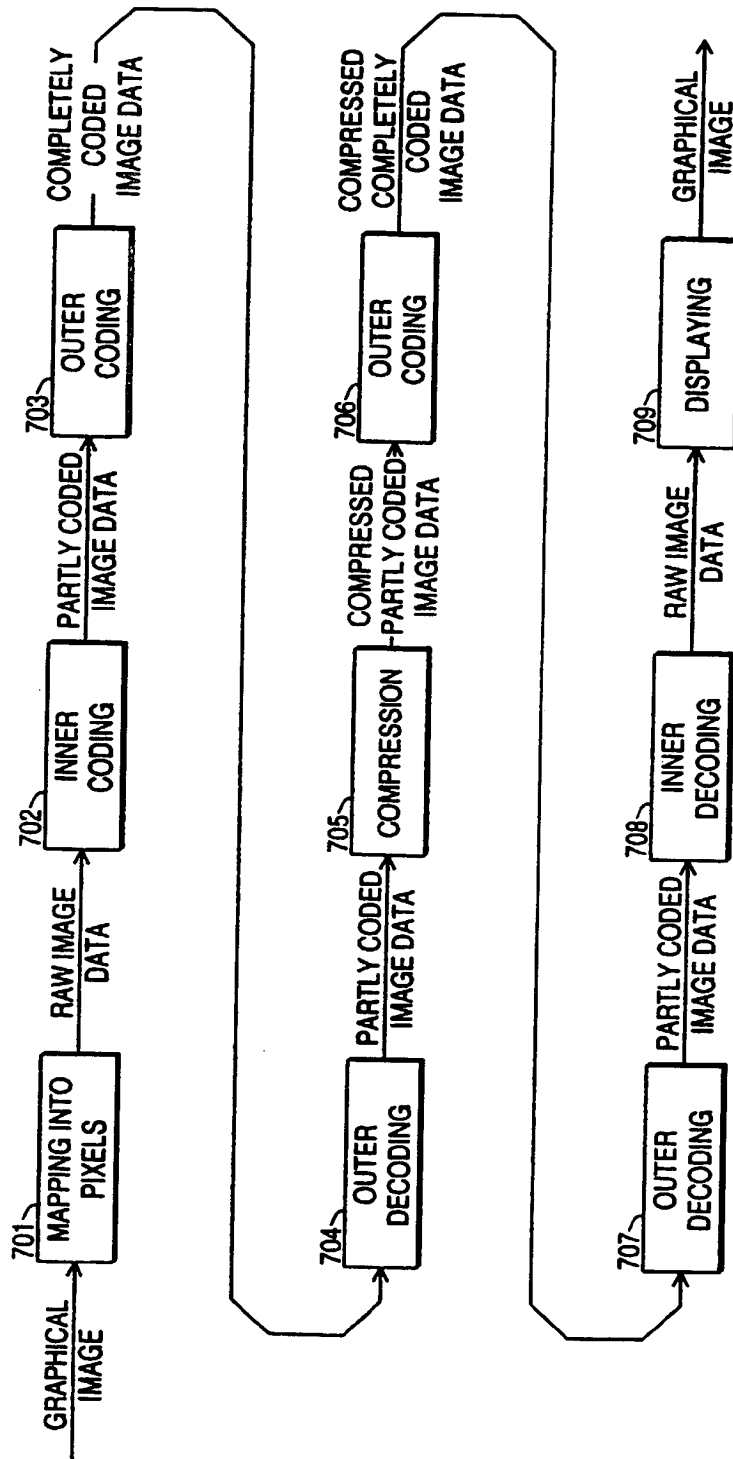 GRAPHICAL
IMAGE
701
MAPPING INTO
PIXELS
RAW IMAGE
DATA
702
INNER
CODING
PARTLY CODED
IMAGE DATA
703
OUTER
CODING
COMPLETELY
CODED
IMAGE DATA
704
OUTER
DECODING
PARTLY CODED
IMAGE DATA
705
COMPRESSION
COMPRESSED
PARTLY CODED
IMAGE DATA
706
OUTER
CODING
COMPRESSED
COMPLETELY
CODED
IMAGE DATA
707
OUTER
DECODING
PARTLY CODED
IMAGE DATA
708
INNER
DECODING
RAW IMAGE
DATA
709
DISPLAYING
GRAPHICAL
IMAGE